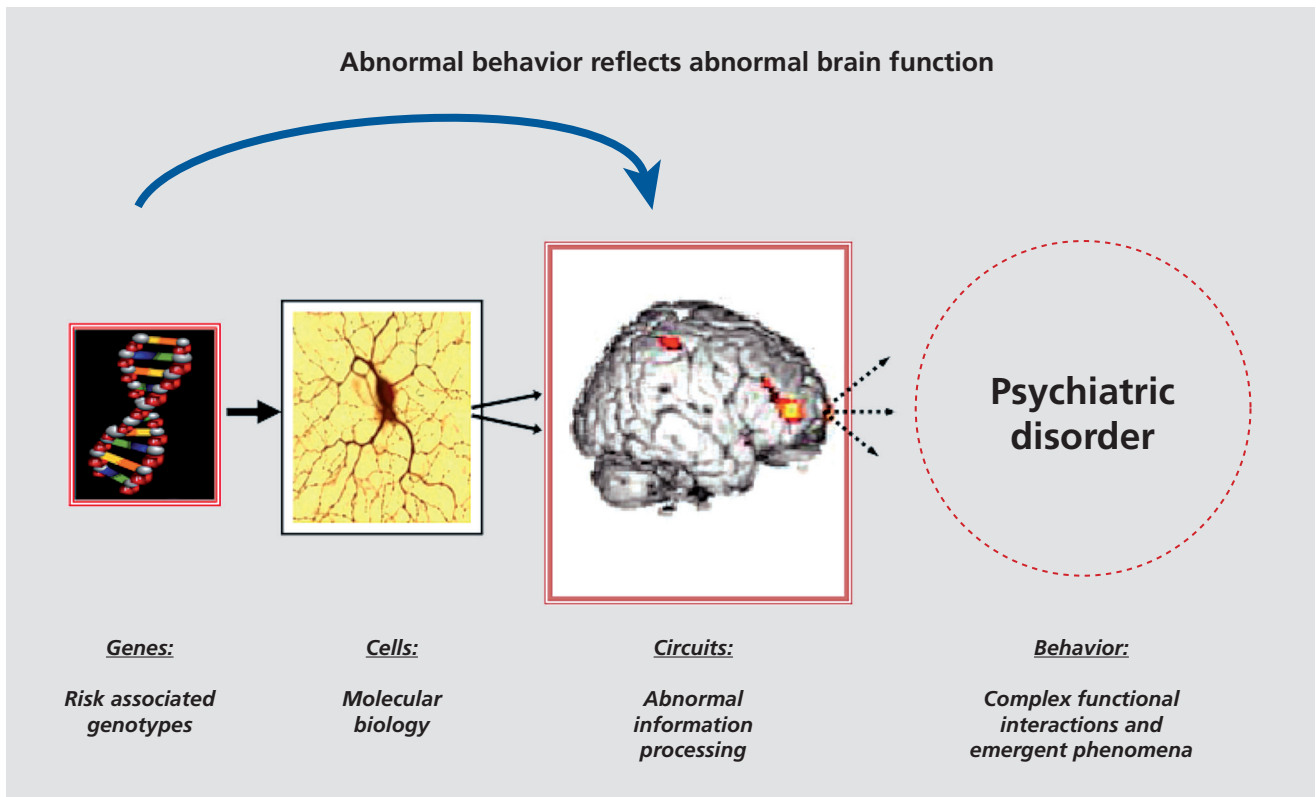 Abnormal behavior reflects abnormal brain function
Psychiatric
disorder
Genes:
Risk associated
genotypes
Cells:
Molecular
biology
Circuits:
Abnormal
information
processing
Behavior:
Complex functional
interactions and
emergent phenomena